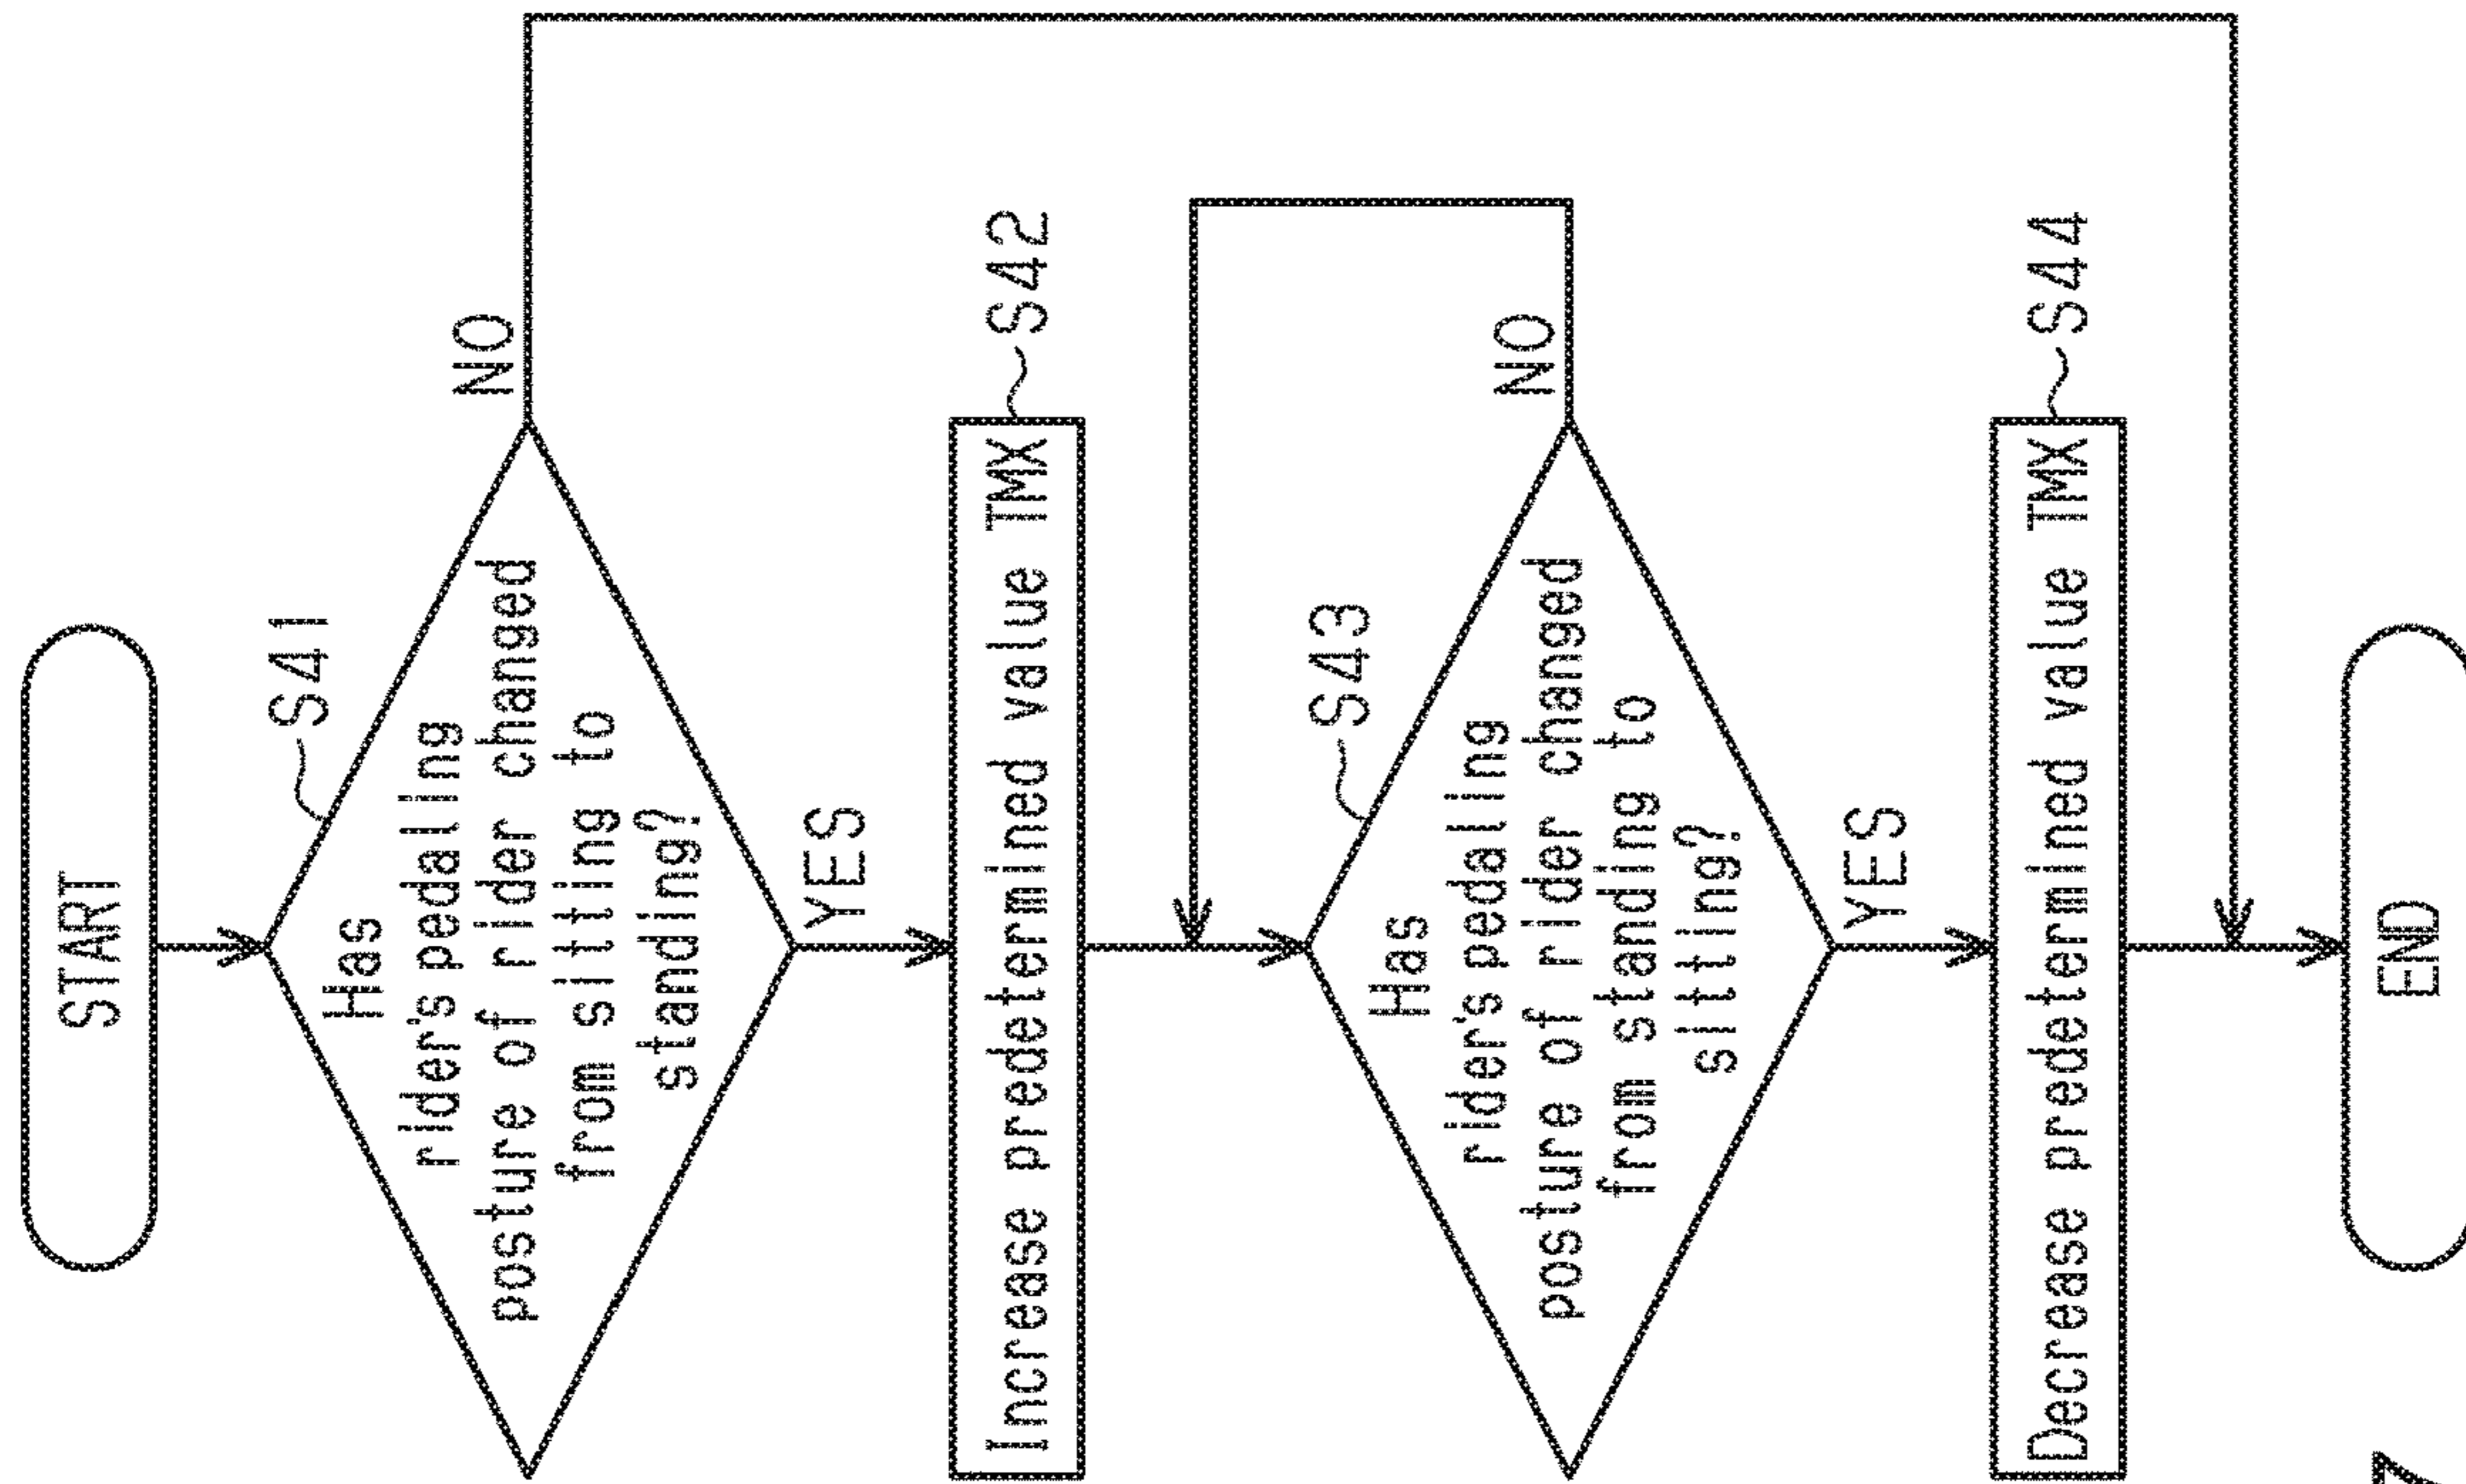 START
S41
Has
rider's pedaling
posture of rider changed
from sitting to
standing?
NO
YES
Increase predetermined value TMX
S42
S43
Has
rider's pedaling
posture of rider changed
from standing to
sitting?
NO
YES
Decrease predetermined value TMX
S44
END